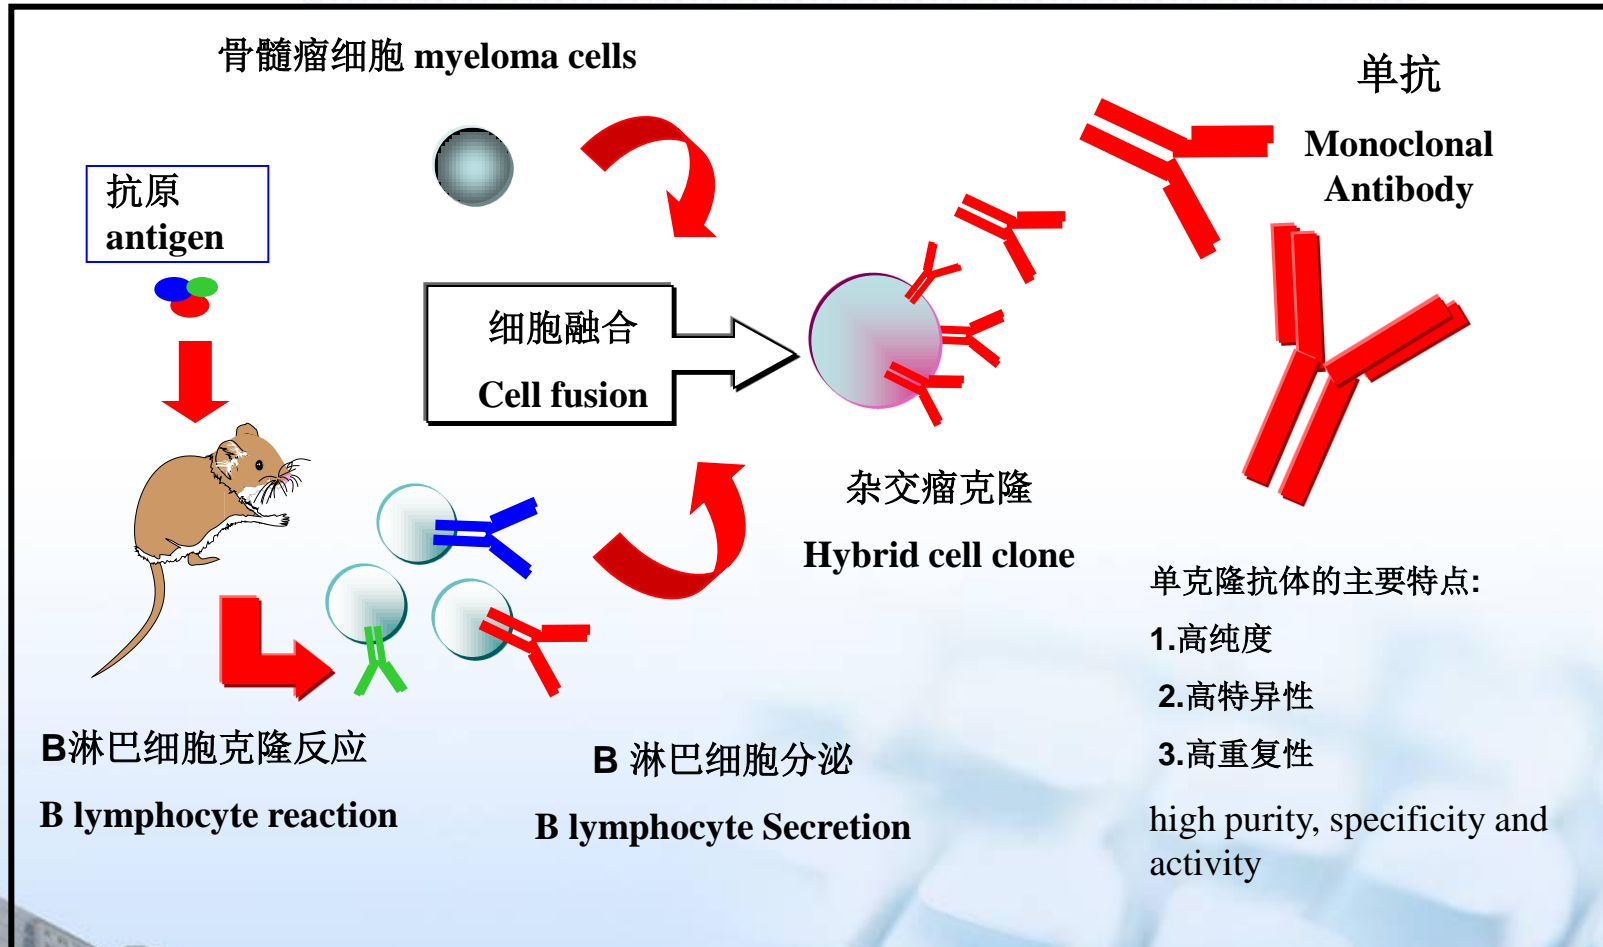 骨髓瘤细胞 myeloma cells
抗原
antigen
细胞融合
Cell fusion
单抗
Monoclonal
Antibody
杂交瘤克隆
Hybrid cell clone
B淋巴细胞克隆反应
B lymphocyte reaction
B 淋巴细胞分泌
B lymphocyte Secretion
单克隆抗体的主要特点:
1.高纯度
2.高特异性
3.高重复性
high purity, specificity and
activity